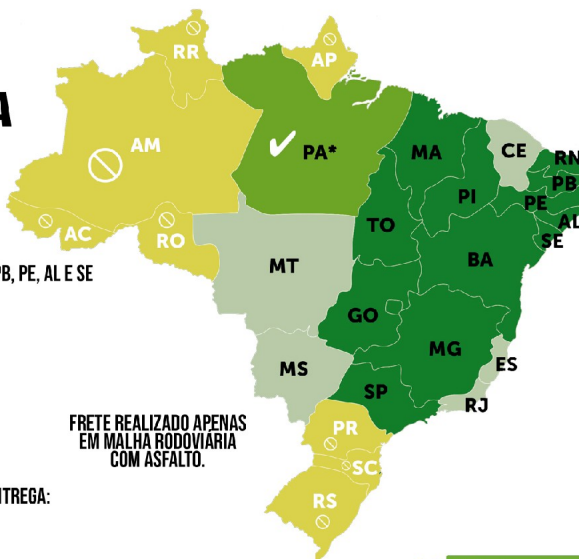 RR
AP
A
AM
PA*
MA
CE
RN
PB
PI
PE
AL
AC
RO
TO
SE
BA
PB, PE, AL E SE
MT
GO
MG
ES
MS
SP
RJ
FRETE REALIZADO APENAS
EM MALHA RODOVIÁRIA
COM ASFALTO.
PR
SC
RS
NTREGA: